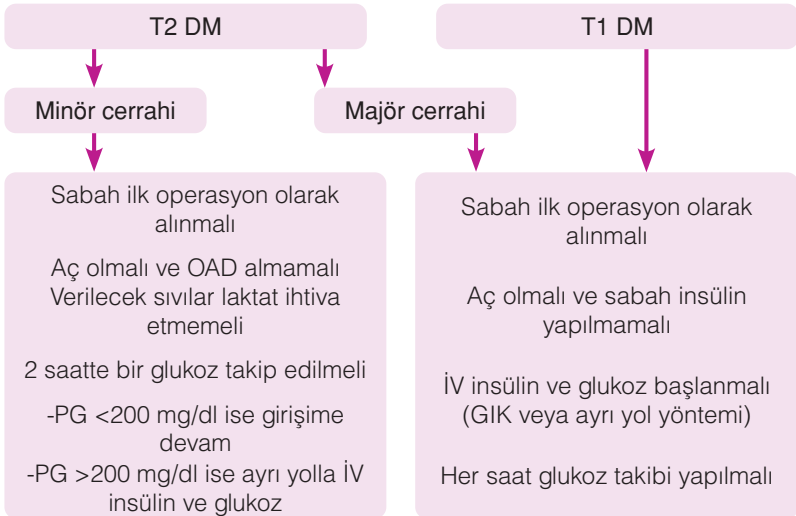 T2 DM
T1 DM
Minör cerrahi
Majör cerrahi
Sabah ilk operasyon olarak
alınmalı
Aç olmalı ve OAD almamalı
Verilecek sıvılar laktat ihtiva
etmemeli
2 saatte bir glukoz takip edilmeli
-PG <200 mg/dl ise girişime
devam
-PG >200 mg/dl ise ayrı yolla İV
insülin ve glukoz
Sabah ilk operasyon olarak
alınmalı
Aç olmalı ve sabah insülin
yapılmamalı
İV insülin ve glukoz başlanmalı
(GIK veya ayrı yol yöntemi)
Her saat glukoz takibi yapılmalı